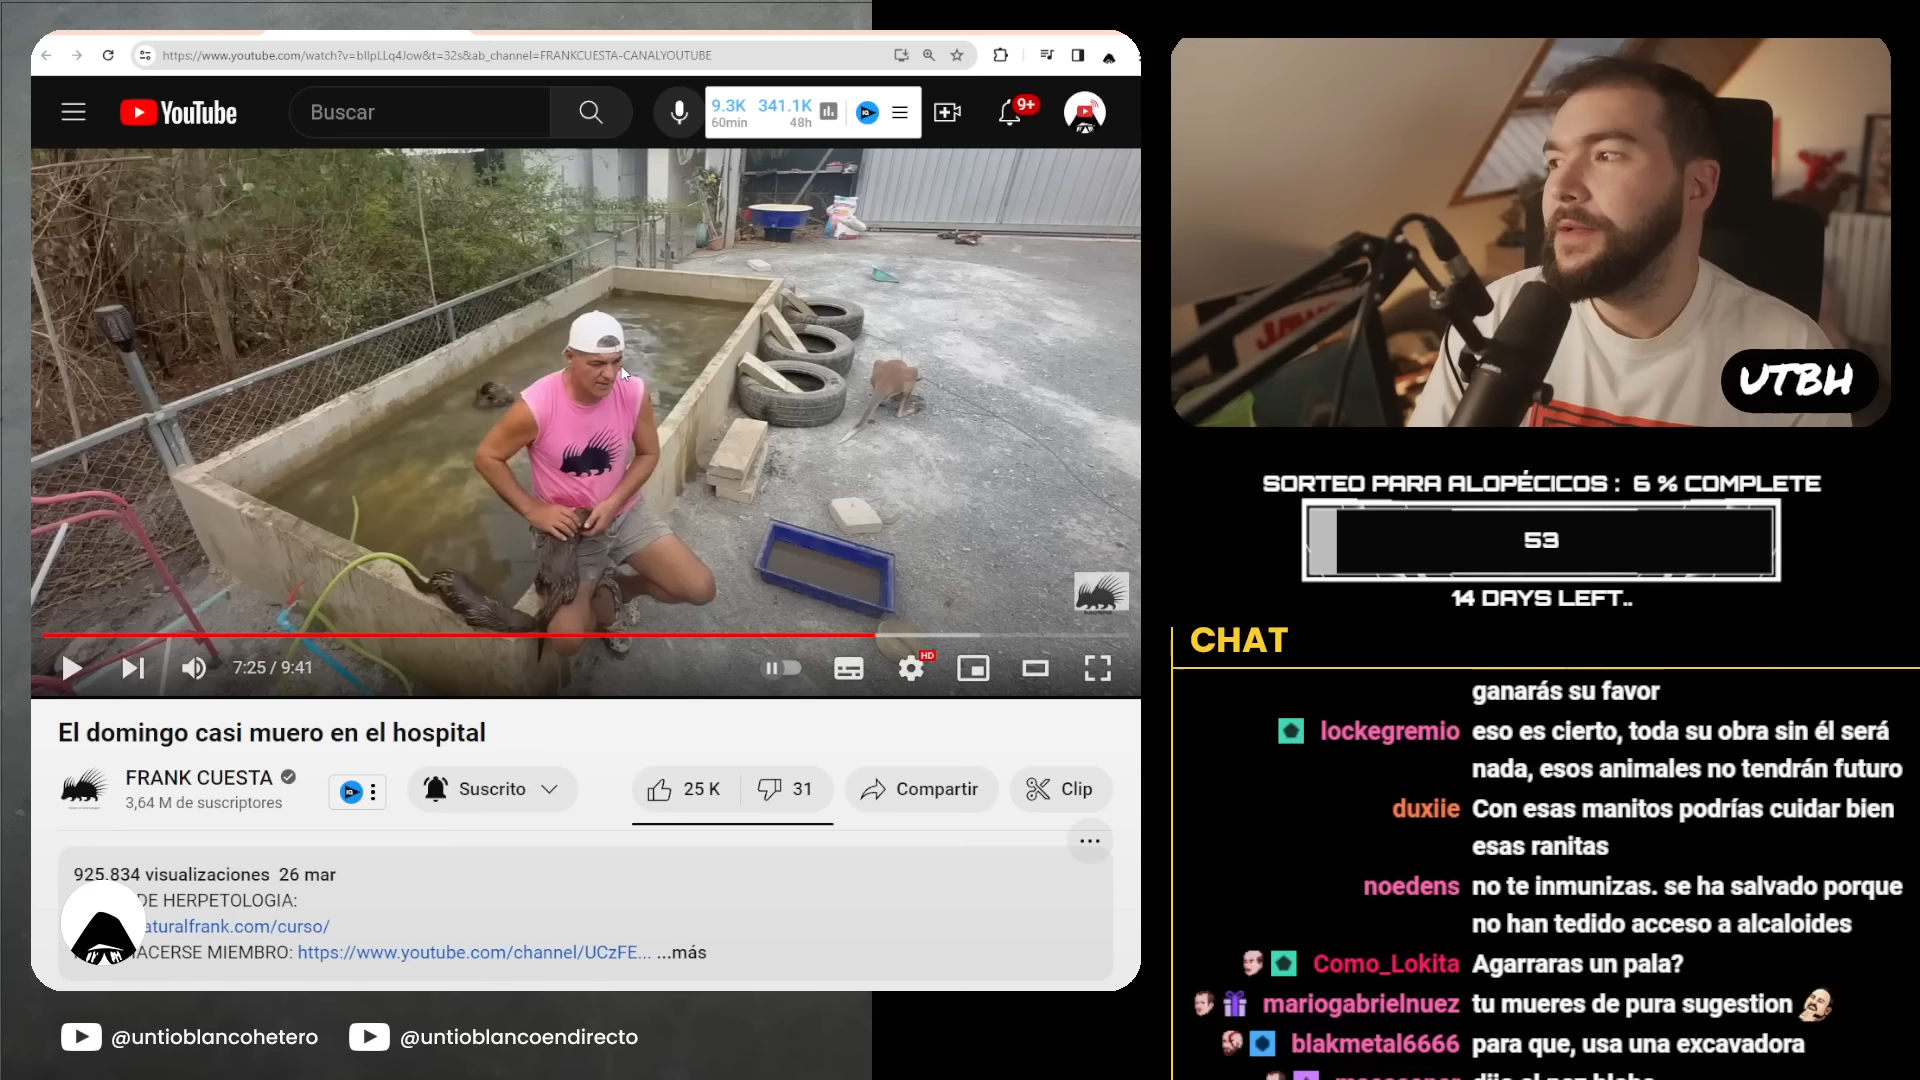 https://www.youtube.com/watch?v=bIIpLLq4Jow&t=32s&ab_channel=FRANKCUESTA-CANALYOUTUBE
YouTube
Buscar
9.3K 341.1K
60min 48h
9+
7:25 / 9:41
HD
El domingo casi muero en el hospital
FRANK CUESTA
3,64 M de suscriptores
Suscrito
25 K
31
Compartir
Clip
925.834 visualizaciones 26 mar
DE HERPETOLOGIA:
aturalfrank.com/curso/
ACERSE MIEMBRO: https://www.youtube.com/channel/UCzFE... ...más
@untioblancohetero
@untioblancoendirecto
UTBH
SORTEO PARA ALOPÉCICOS : 6 % COMPLETE
53
14 DAYS LEFT..
CHAT
ganarás su favor
lockegremio eso es cierto, toda su obra sin él será
nada, esos animales no tendrán futuro
duxiie Con esas manitos podrías cuidar bien
esas ranitas
noedens no te inmunizas. se ha salvado porque
no han tedido acceso a alcaloides
Como_Lokita Agarraras un pala?
mariogabrielnuez tu mueres de pura sugestion
blakmetal6666 para que, usa una excavadora